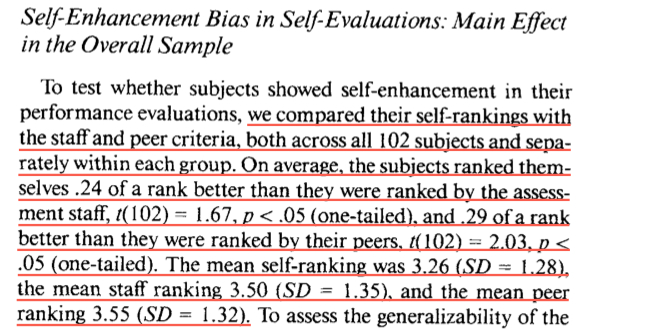 Self-Enhancement Bias in Self-Evaluations: Main Effect
in the Overall Sample
To test whether subjects showed self-enhancement in their
performance evaluations, we compared their self-rankings with
the staff and peer criteria, both across all 102 subjects and sepa-
rately within each group. On average, the subjects ranked them-
selves .24 of a rank better than they were ranked by the assess-
ment staff, t(102) = 1.67, p < .05 (one-tailed), and .29 of a rank
better than they were ranked by their peers, t(102) = 2.03, p <
.05 (one-tailed). The mean self-ranking was 3.26 (SD = 1.28),
the mean staff ranking 3.50 (SD = 1.35), and the mean peer
ranking 3.55 (SD = 1.32). To assess the generalizability of the